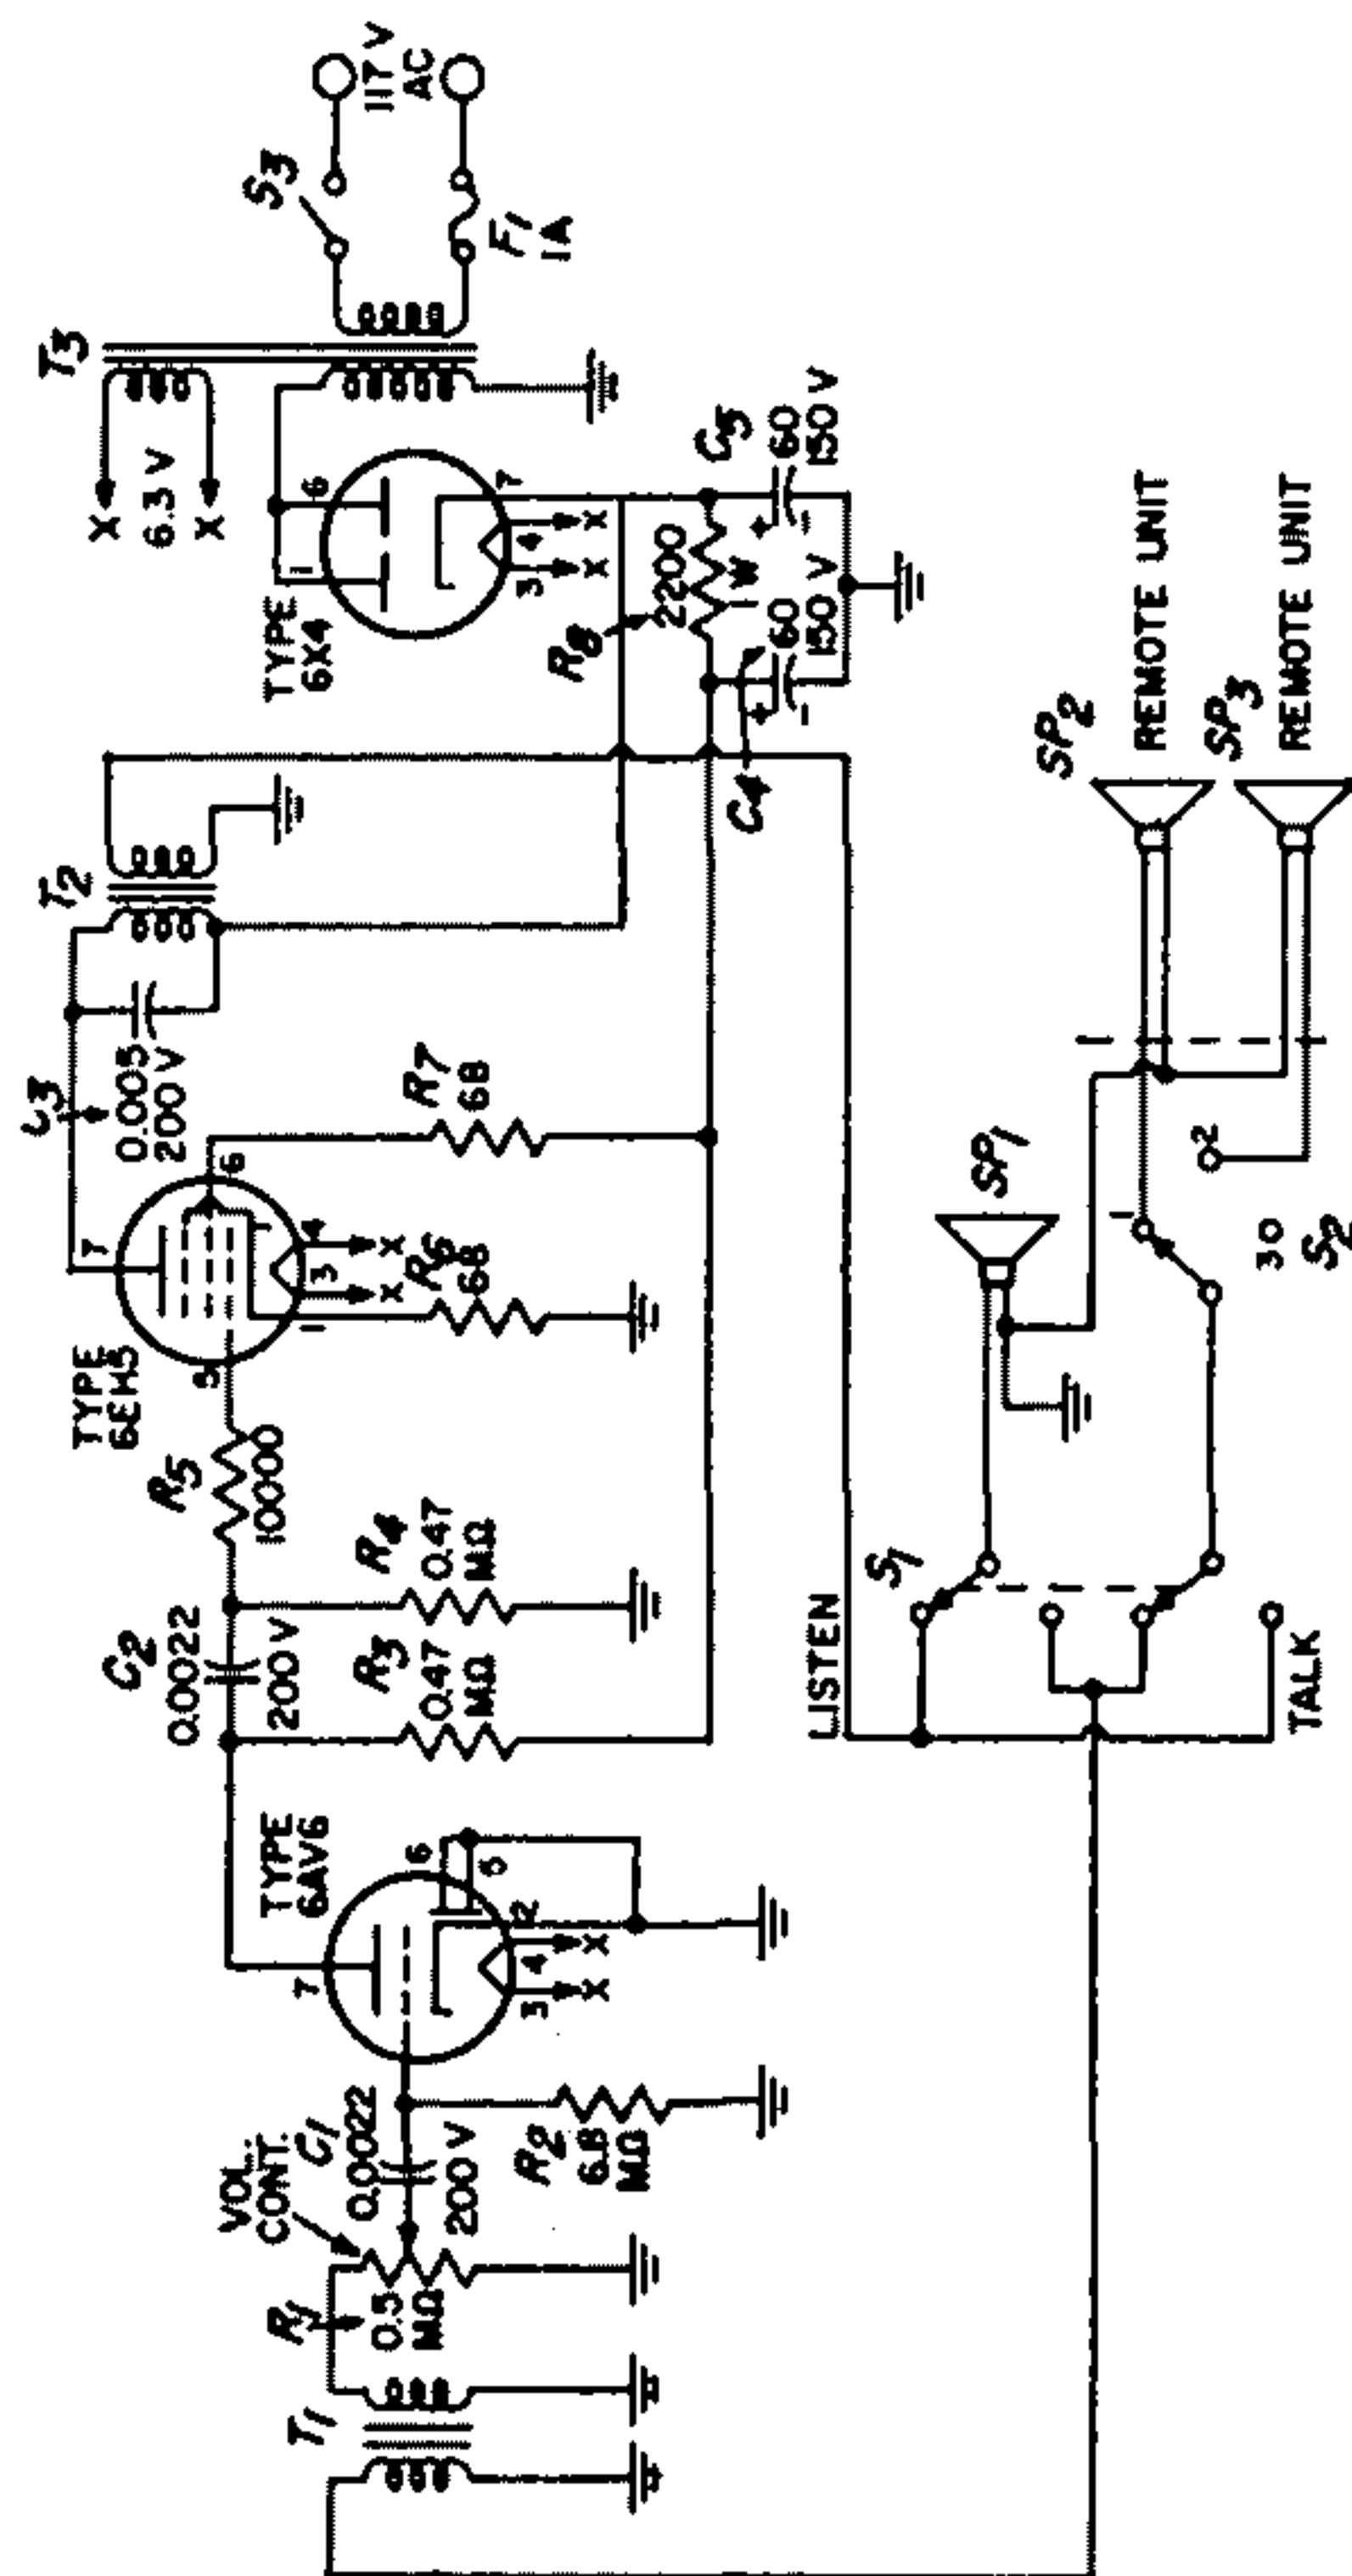 T1
R1
0.5
MΩ
VOL.
CONT.
C1
0.0022
200 V
R2
6.8
MΩ
TYPE
6AV6
7
6
5
2
4
3
X
X
C2
0.0022
200 V
R3
0.47
MΩ
R4
0.47
MΩ
R5
10000
TYPE
6EH5
5
7
6
4
3
1
X
X
R6
68
R7
68
C3
0.005
200 V
T2
TYPE
6X4
1
6
7
4
3
X
X
T3
X
6.3 V
X
S3
F1
1A
117 V
AC
R8
2200
1 W
C4
60
150 V
+
-
C5
60
150 V
+
-
LISTEN
S1
TALK
SP1
1
2
3
S2
SP2
REMOTE UNIT
SP3
REMOTE UNIT